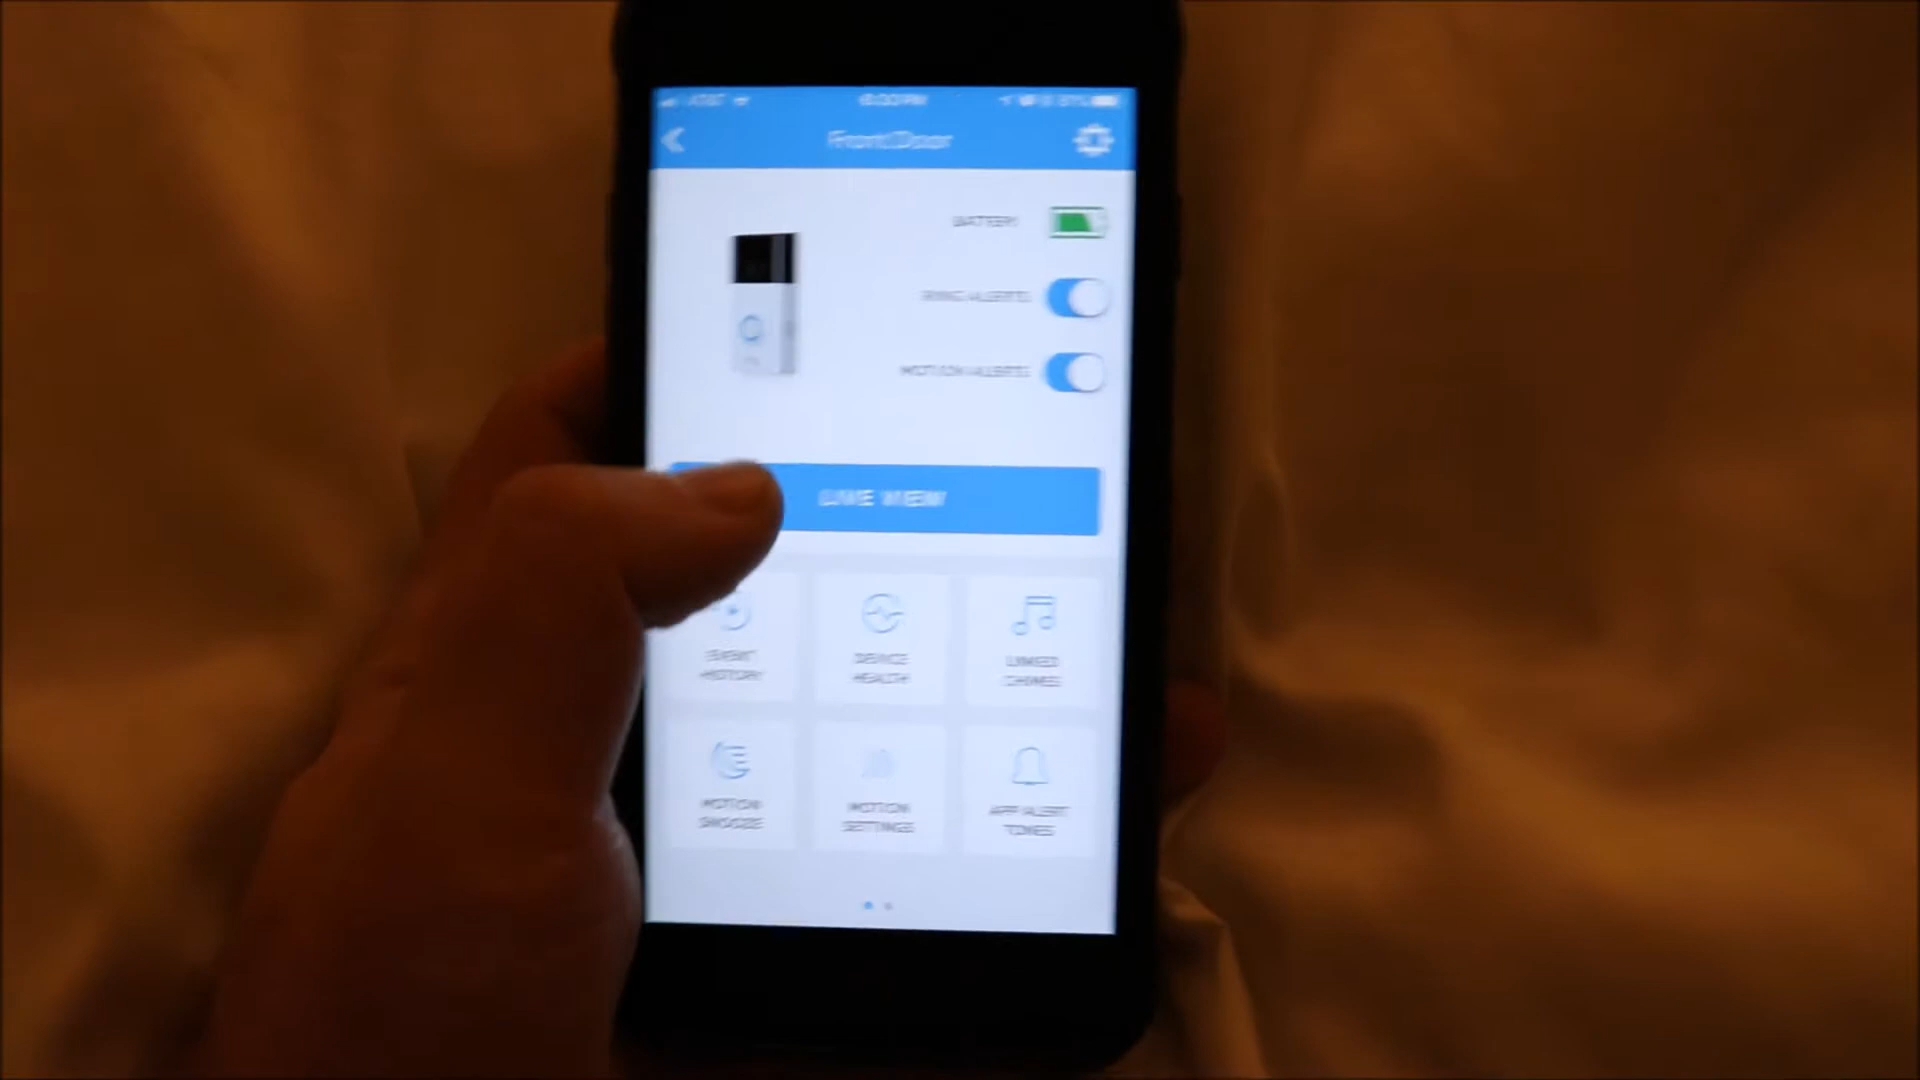 AT&T
Front Door
BATTERY
RING ALERTS
MOTION ALERTS
LIVE VIEW
EVENT
HISTORY
DEVICE
HEALTH
LINKED
CHIMES
MOTION
SNOOZE
MOTION
SETTINGS
APP ALERT
TONES